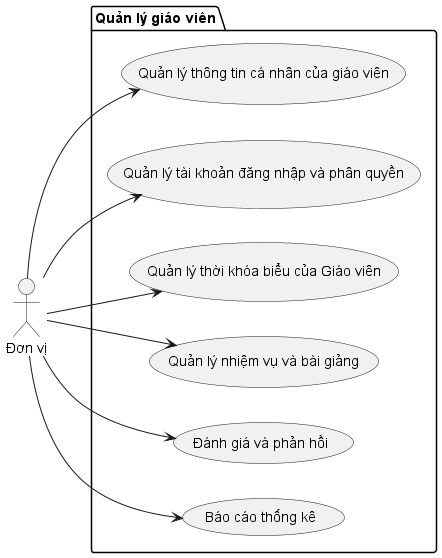 Quản lý giáo viên
Quản lý thông tin cá nhân của giáo viên
Quản lý tài khoản đăng nhập và phân quyền
Quản lý thời khóa biểu của Giáo viên
Đơn vị
Quản lý nhiệm vụ và bài giảng
Đánh giá và phản hồi
Báo cáo thống kê